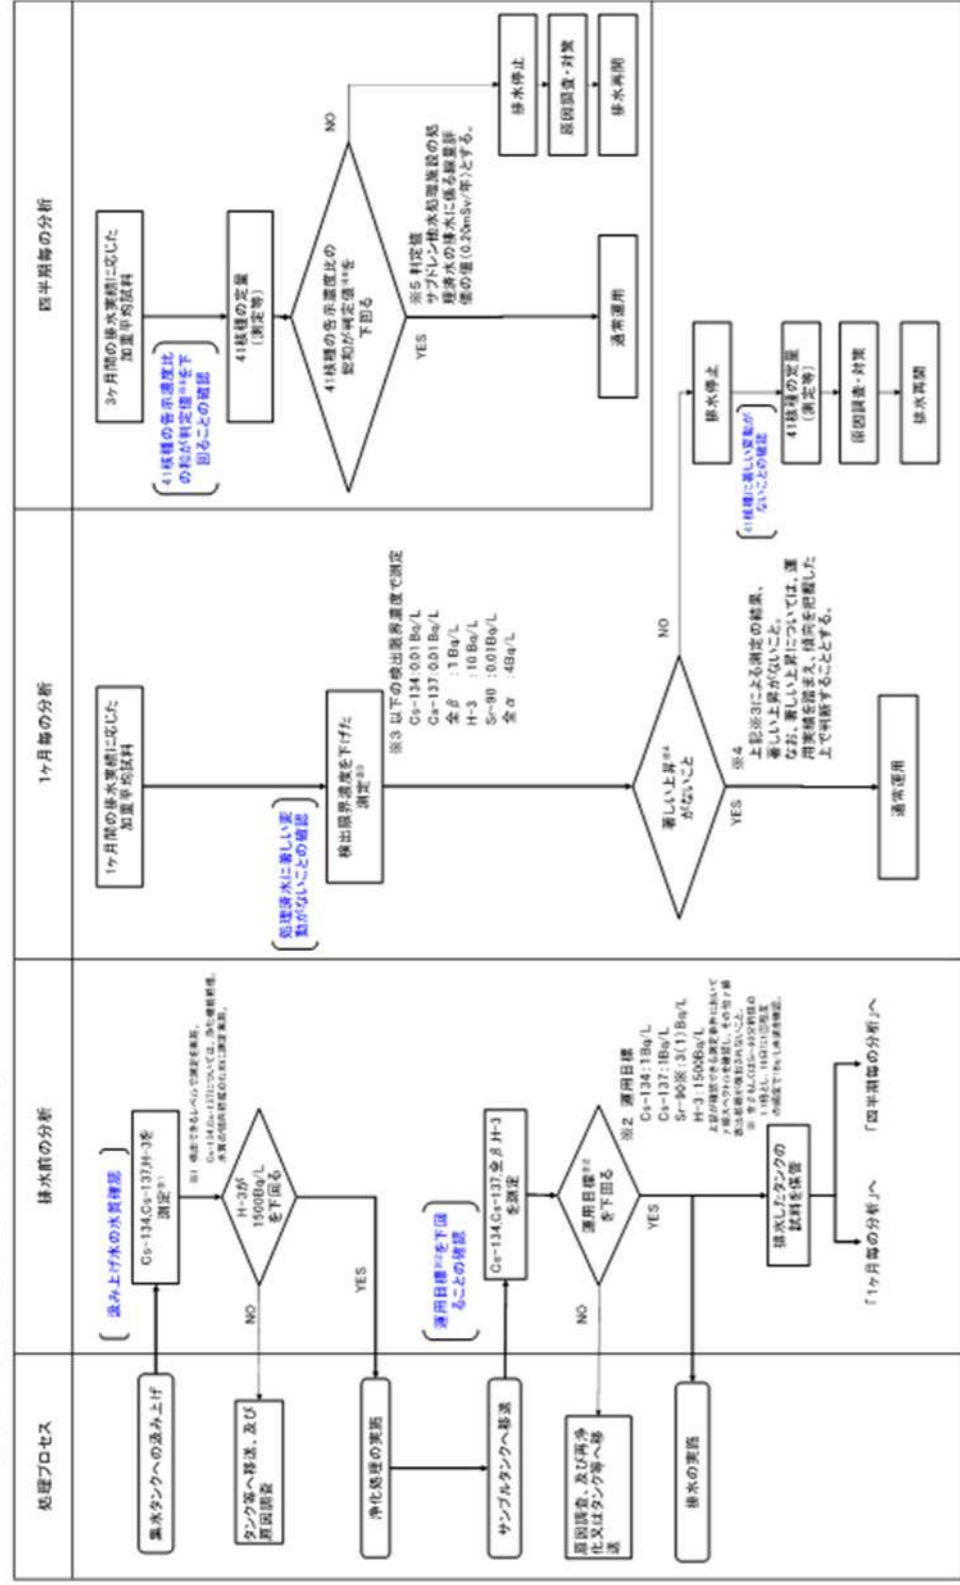 処理プロセス
集水タンクへの汲み上げ
タンク等へ移送、及び
原因調査
浄化処理の実施
サンプルタンクへ移送
原因調査、及び再浄
化又はタンク等へ移
送
排水の実施
排水前の分析
汲み上げ水の水質確認
Cs-134,Cs-137,H-3を
測定※1
H-3が
1500Bq/L
を下回る
NO
YES
運用目標※2を下回
ることの確認
Cs-134,Cs-137,全β,H-3
を測定
運用目標※2
を下回る
NO
YES
※2 運用目標
Cs-134:1Bq/L
Cs-137:1Bq/L
Sr-90※:3(1)Bq/L
H-3:1500Bq/L
排水したタンクの
試料を保管
「1ヶ月毎の分析」へ
「四半期毎の分析」へ
1ヶ月毎の分析
1ヶ月間の排水実績に応じた
加重平均試料
処理済水に著しい変
動がないことの確認
検出限界濃度を下げた
測定※3
※3 以下の検出限界濃度で測定
Cs-134:0.01Bq/L
Cs-137:0.01Bq/L
全β :1Bq/L
H-3 :10Bq/L
Sr-90 :0.01Bq/L
全α :4Bq/L
著しい上昇※4
がないこと
NO
YES
※4
上記※3による測定の結果、
著しい上昇がないこと。
なお、著しい上昇については、運
用実績を踏まえ、傾向を把握した
上で判断することとする。
通常運用
排水停止
41核種に著しい変動が
ないことの確認
41核種の定量
(測定等)
原因調査・対策
排水再開
四半期毎の分析
3ヶ月間の排水実績に応じた
加重平均試料
41核種の告示濃度比
の和が判定値※5を下
回ることの確認
41核種の定量
(測定等)
41核種の告示濃度比の
総和が判定値※5を
下回る
NO
YES
※5 判定値
サブドレン他水処理施設の処
理済水の排水に係る線量評
価の値(0.20mSv/年)とする。
通常運用
排水停止
原因調査・対策
排水再開